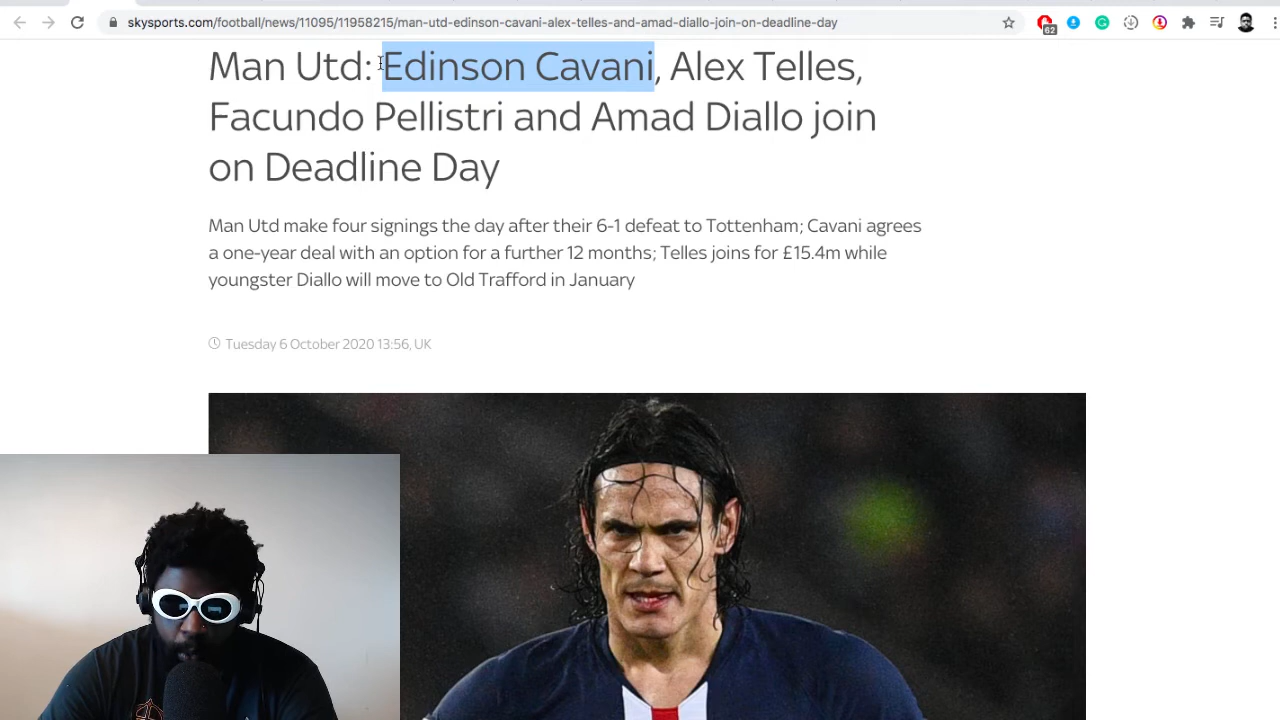 skysports.com/football/news/11095/11958215/man-utd-edinson-cavani-alex-telles-and-amad-diallo-join-on-deadline-day
62
Man Utd: Edinson Cavani, Alex Telles,
Facundo Pellistri and Amad Diallo join
on Deadline Day
Man Utd make four signings the day after their 6-1 defeat to Tottenham; Cavani agrees
a one-year deal with an option for a further 12 months; Telles joins for £15.4m while
youngster Diallo will move to Old Trafford in January
Tuesday 6 October 2020 13:56, UK